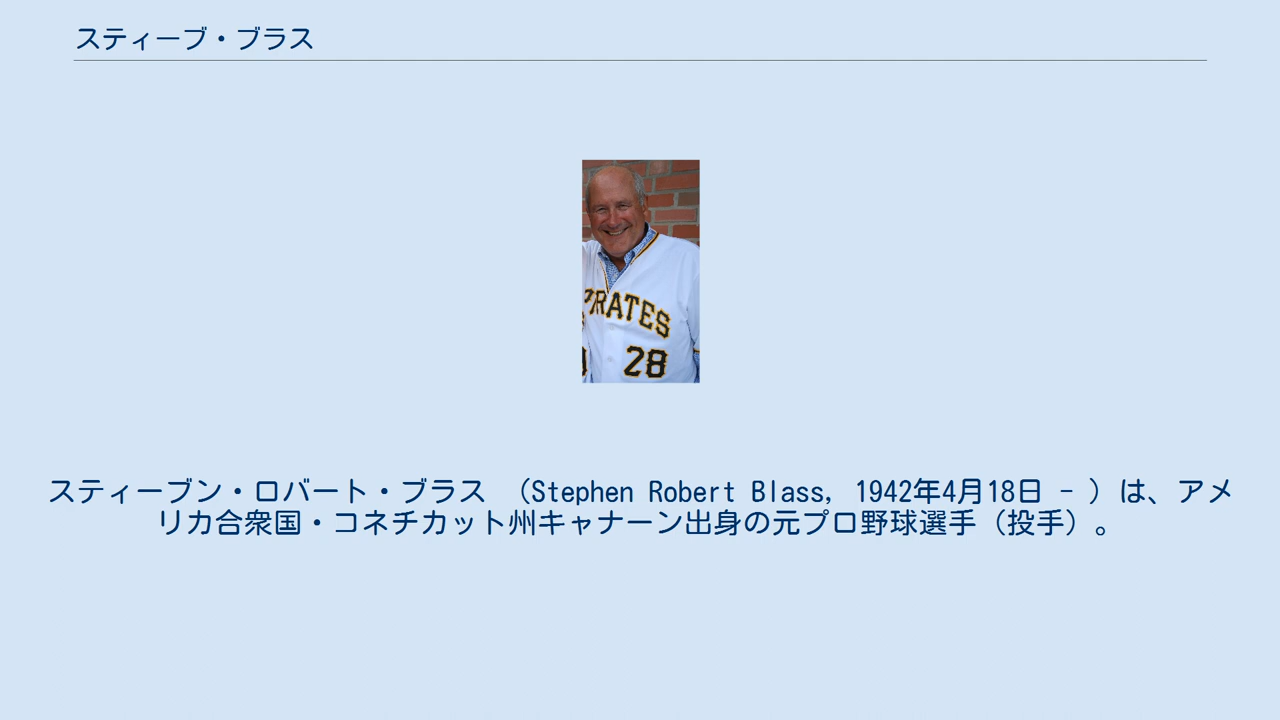 スティーブ・ブラス
PIRATES
28
スティーブン・ロバート・ブラス （Stephen Robert Blass, 1942年4月18日 - ）は、アメ
リカ合衆国・コネチカット州キャナーン出身の元プロ野球選手（投手）。